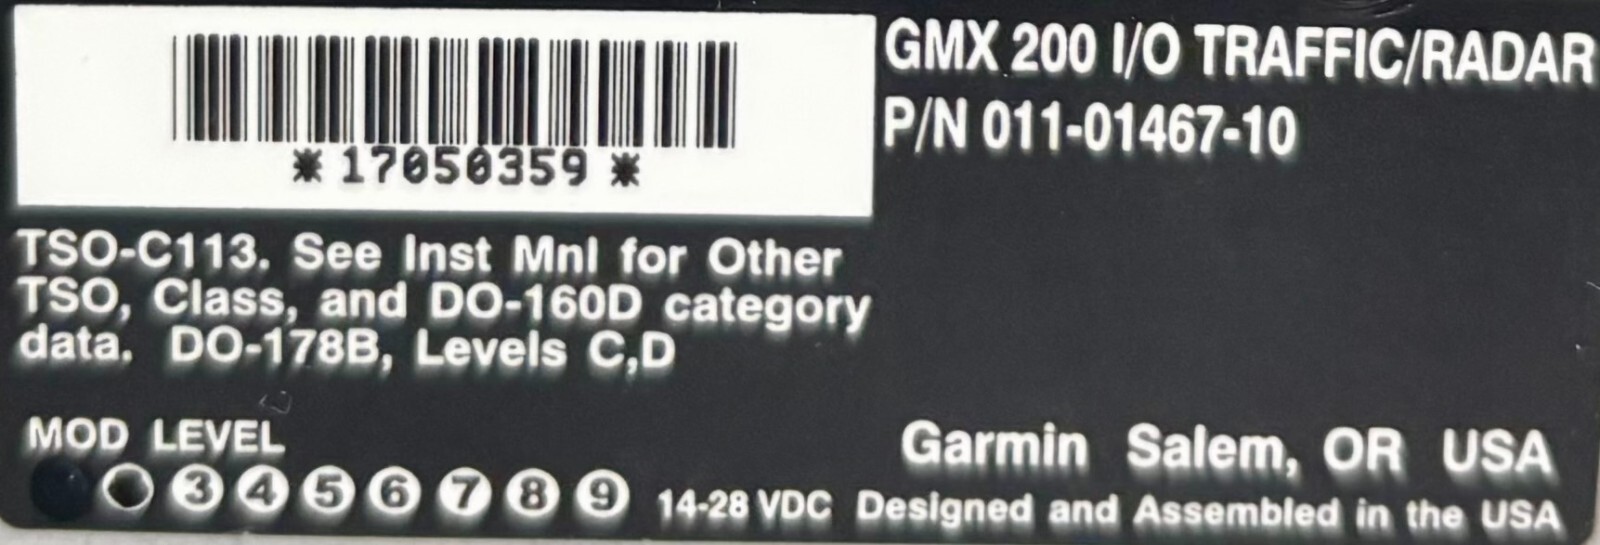 GMX 200 I/O TRAFFIC/RADAR
P/N 011-01467-10
*17050359*
TSO-C113. See Inst Mnl for Other
TSO, Class, and DO-160D category
data. DO-178B, Levels C,D
MOD LEVEL
3 4 5 6 7 8 9
Garmin Salem, OR USA
14-28 VDC Designed and Assembled in the USA